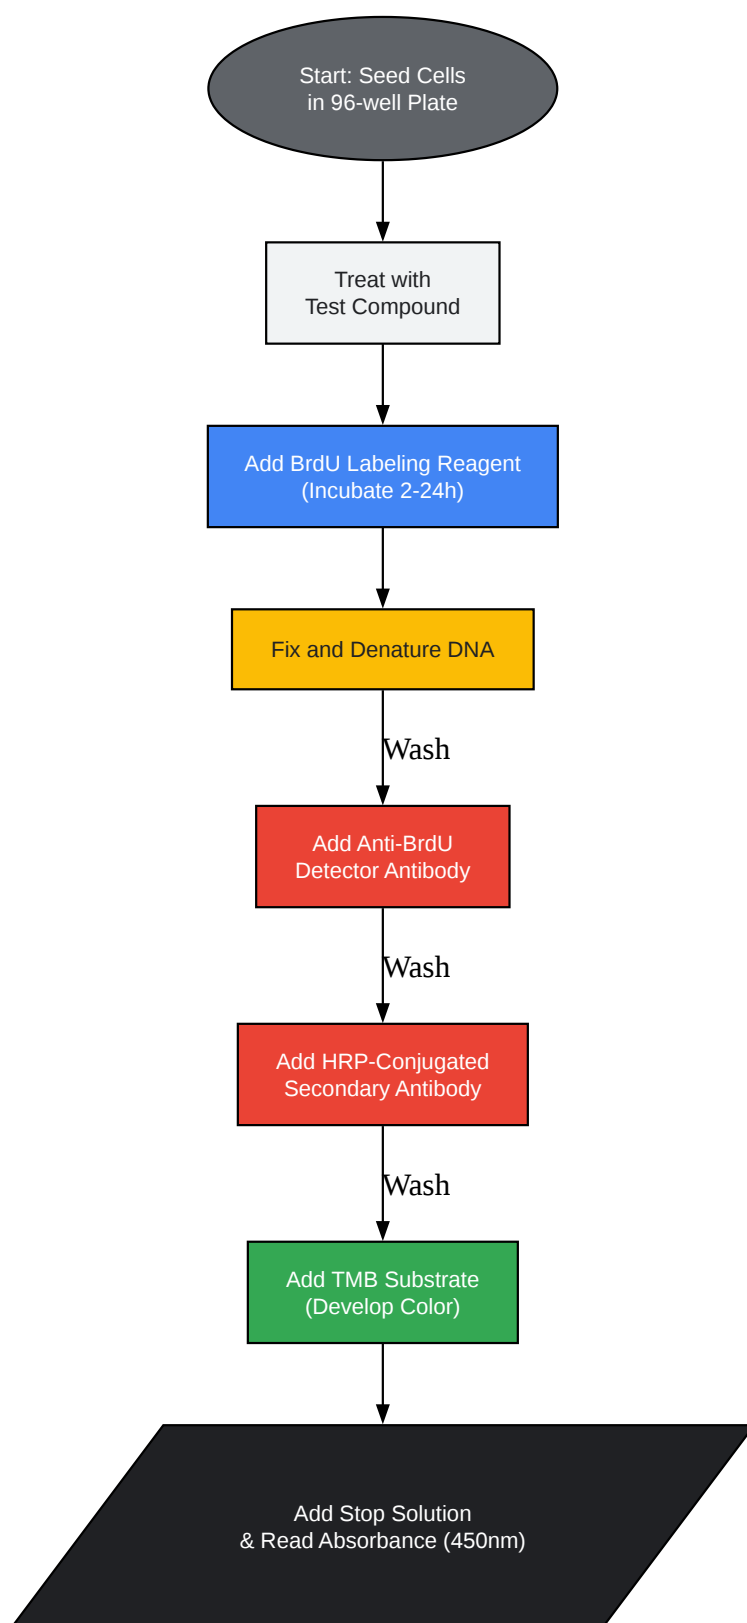 Start: Seed Cells
in 96-well Plate
Treat with
Test Compound
Add BrdU Labeling Reagent
(Incubate 2-24h)
Fix and Denature DNA
Wash
Add Anti-BrdU
Detector Antibody
Wash
Add HRP-Conjugated
Secondary Antibody
Wash
Add TMB Substrate
(Develop Color)
Add Stop Solution
& Read Absorbance (450nm)